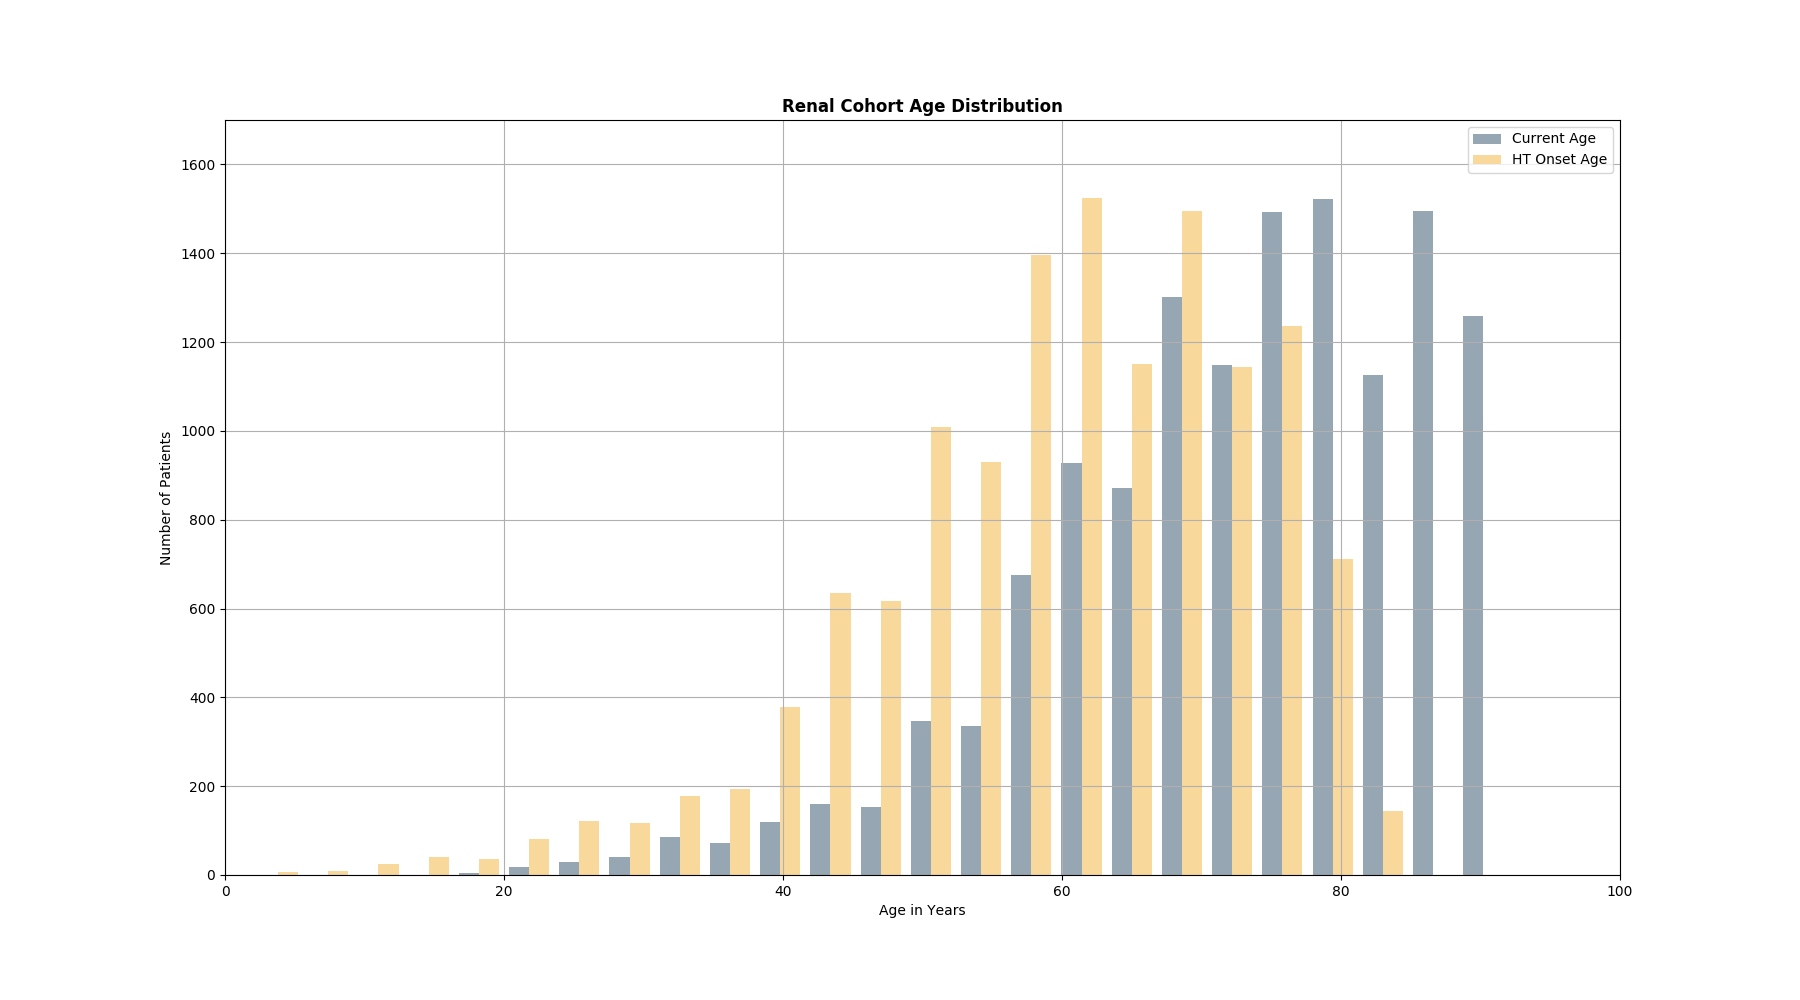 Renal Cohort Age Distribution
Current Age
HT Onset Age
1600
1400
1200
1000
800
600
400
200
0
Number of Patients
0 20 40 60 80 100
Age in Years